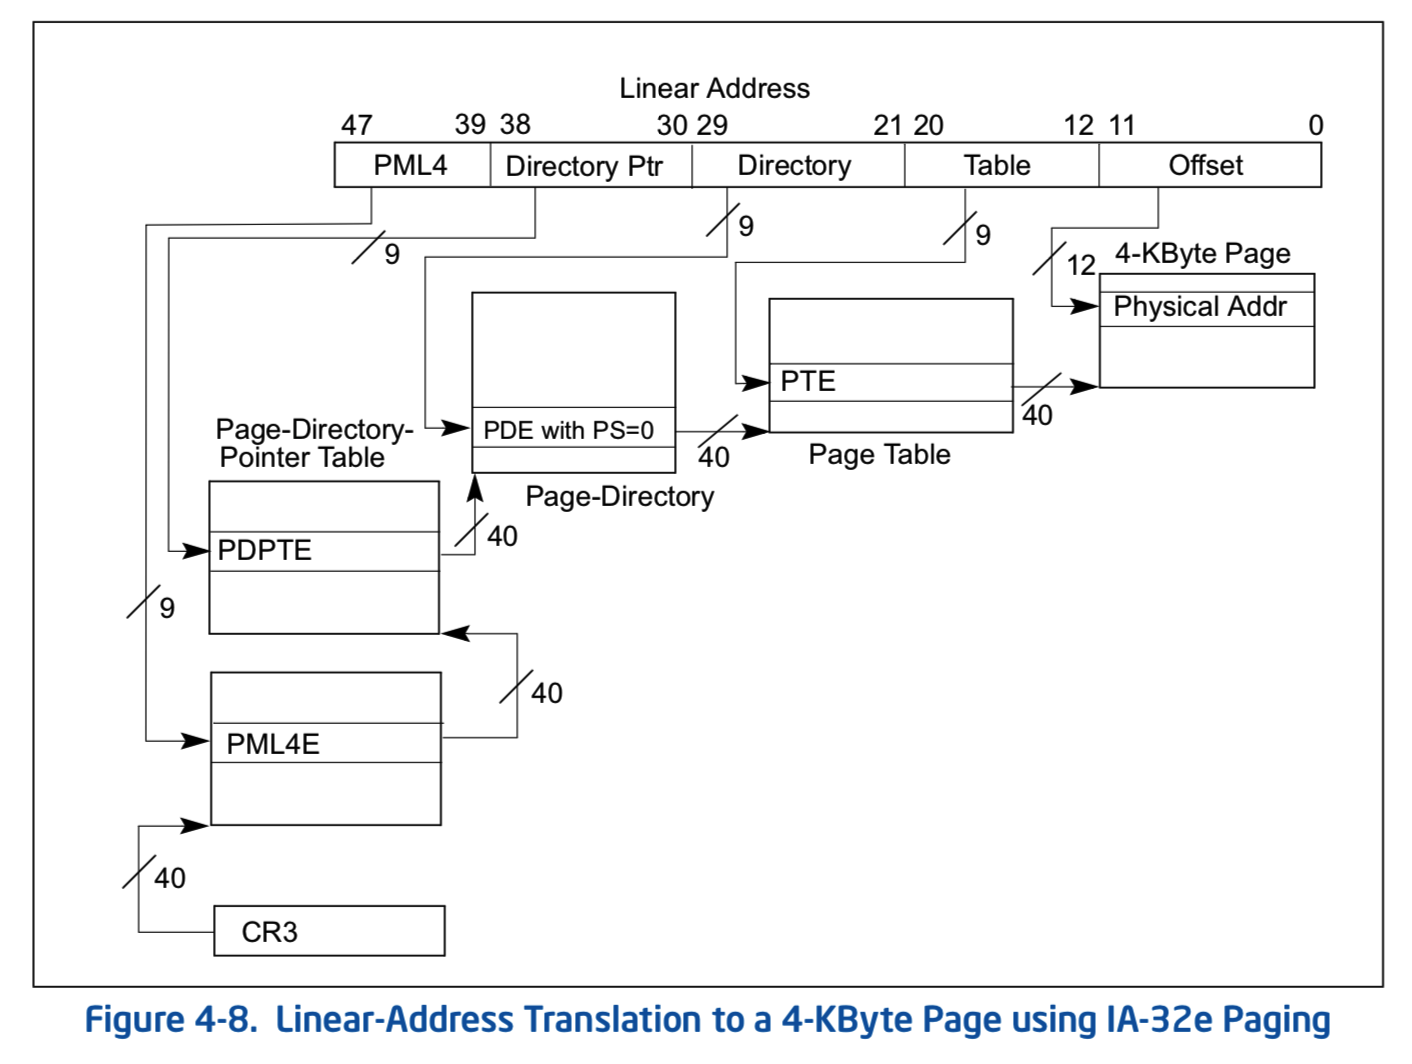 Linear Address
47 39 38 30 29 21 20 12 11 0
PML4 Directory Ptr Directory Table Offset
9
9
9
12
4-KByte Page
Physical Addr
PTE
40
Page Table
PDE with PS=0
40
Page-Directory
Page-Directory-
Pointer Table
40
PDPTE
9
40
PML4E
40
CR3
Figure 4-8. Linear-Address Translation to a 4-KByte Page using IA-32e Paging